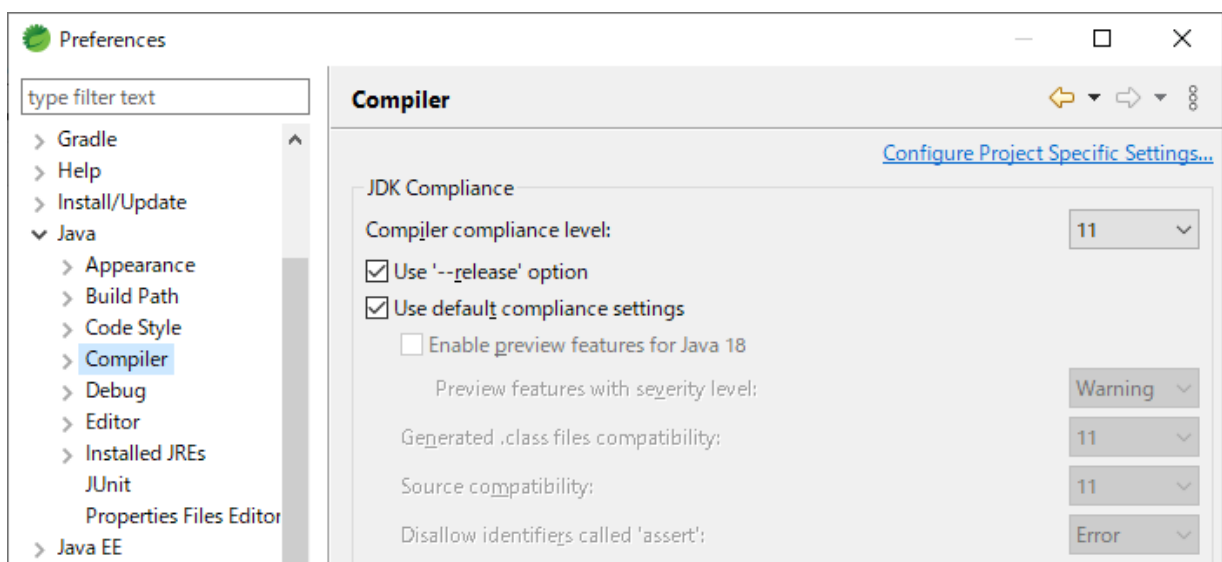 Preferences
type filter text
Gradle
Help
Install/Update
Java
Appearance
Build Path
Code Style
Compiler
Debug
Editor
Installed JREs
JUnit
Properties Files Editor
Java EE
Compiler
Configure Project Specific Settings...
JDK Compliance
Compiler compliance level: 11
Use '--release' option
Use default compliance settings
Enable preview features for Java 18
Preview features with severity level: Warning
Generated .class files compatibility: 11
Source compatibility: 11
Disallow identifiers called 'assert': Error